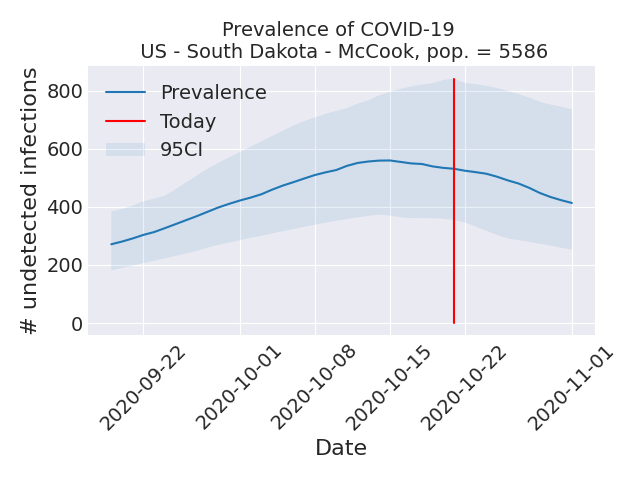 Prevalence of COVID-19
US - South Dakota - McCook, pop. = 5586
# undetected infections
800
600
400
200
0
Prevalence
Today
95CI
2020-09-22
2020-10-01
2020-10-08
2020-10-15
2020-10-22
2020-11-01
Date